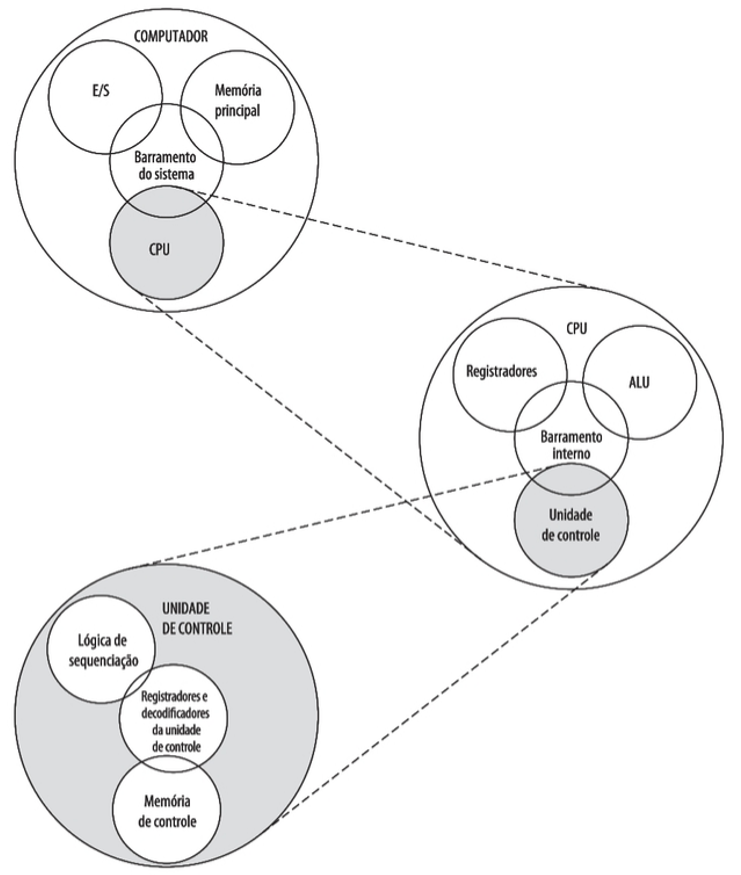 COMPUTADOR
E/S
Memória
principal
Barramento
do sistema
CPU
CPU
Registradores
ALU
Barramento
interno
Unidade
de controle
UNIDADE
DE CONTROLE
Lógica de
sequenciação
Registradores e
decodificadores
da unidade
de controle
Memória
de controle